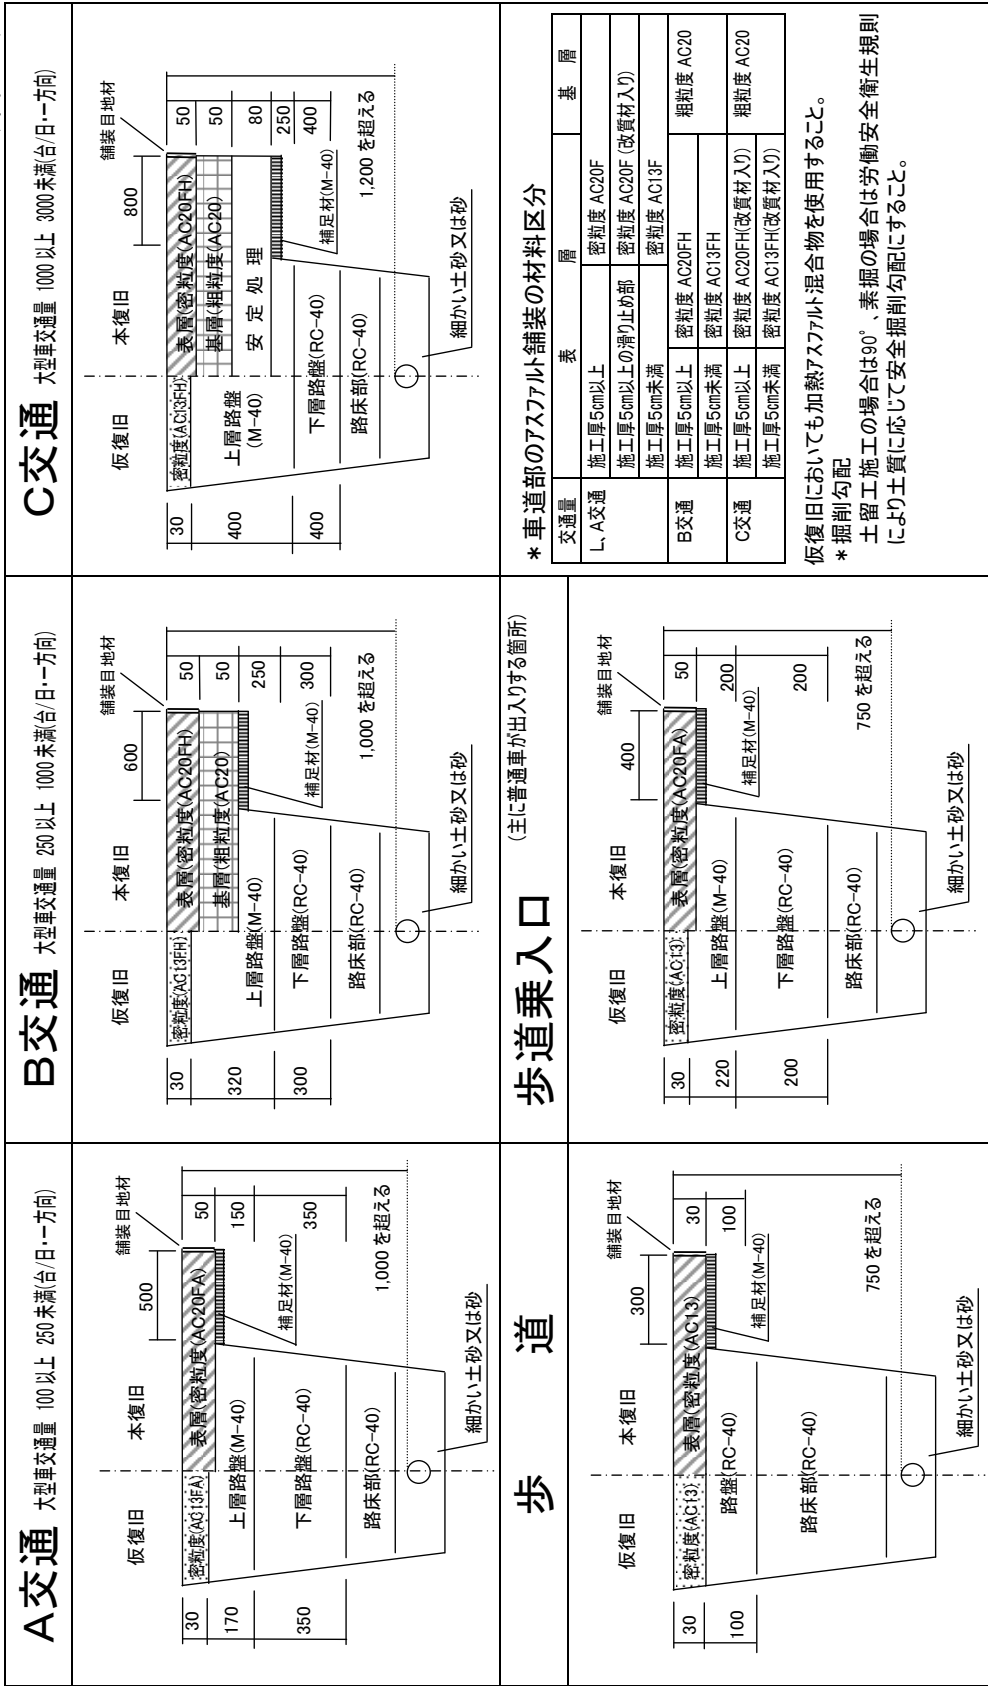 A交通 大型車交通量 100 以上 250 未満(台/日・一方向)
仮復旧
本復旧
500
舗装目地材
30
170
350
密粒度(AC13FA)
表層(密粒度(AC20FA)
上層路盤(M-40)
下層路盤(RC-40)
路床部(RC-40)
補足材(M-40)
50
150
350
1,000 を超える
細かい土砂又は砂
B交通 大型車交通量 250 以上 1000 未満(台/日・一方向)
仮復旧
本復旧
600
舗装目地材
30
320
300
密粒度(AC13FH)
表層(密粒度(AC20FH)
基層(粗粒度(AC20)
上層路盤(M-40)
下層路盤(RC-40)
路床部(RC-40)
補足材(M-40)
50
50
250
300
1,000 を超える
細かい土砂又は砂
C交通 大型車交通量 1000 以上 3000 未満(台/日・一方向)
仮復旧
本復旧
800
舗装目地材
30
400
400
密粒度(AC13FH)
表層(密粒度(AC20FH)
基層(粗粒度(AC20)
安 定 処 理
上層路盤
(M-40)
下層路盤(RC-40)
路床部(RC-40)
補足材(M-40)
50
50
80
250
400
1,200 を超える
細かい土砂又は砂
歩 道
仮復旧
本復旧
300
舗装目地材
30
100
密粒度(AC13)
表層(密粒度(AC13)
路盤(RC-40)
路床部(RC-40)
補足材(M-40)
30
100
750 を超える
細かい土砂又は砂
歩道乗入口 (主に普通車が出入りする箇所)
仮復旧
本復旧
400
舗装目地材
30
220
200
密粒度(AC13)
表層(密粒度(AC20FA)
上層路盤(M-40)
下層路盤(RC-40)
路床部(RC-40)
補足材(M-40)
50
200
200
750 を超える
細かい土砂又は砂
*車道部のアスファルト舗装の材料区分
交通量 表 層 基 層
L、A交通 施工厚5cm以上 密粒度 AC20F
施工厚5cm以上の滑り止め部 密粒度 AC20F (改質材入り)
施工厚5cm未満 密粒度 AC13F
B交通 施工厚5cm以上 密粒度 AC20FH 粗粒度 AC20
施工厚5cm未満 密粒度 AC13FH
C交通 施工厚5cm以上 密粒度 AC20FH(改質材入り) 粗粒度 AC20
施工厚5cm未満 密粒度 AC13FH(改質材入り)
仮復旧においても加熱アスファルト混合物を使用すること。
*掘削勾配
土留工施工の場合は90°、素掘の場合は労働安全衛生規則
により土質に応じて安全掘削勾配にすること。